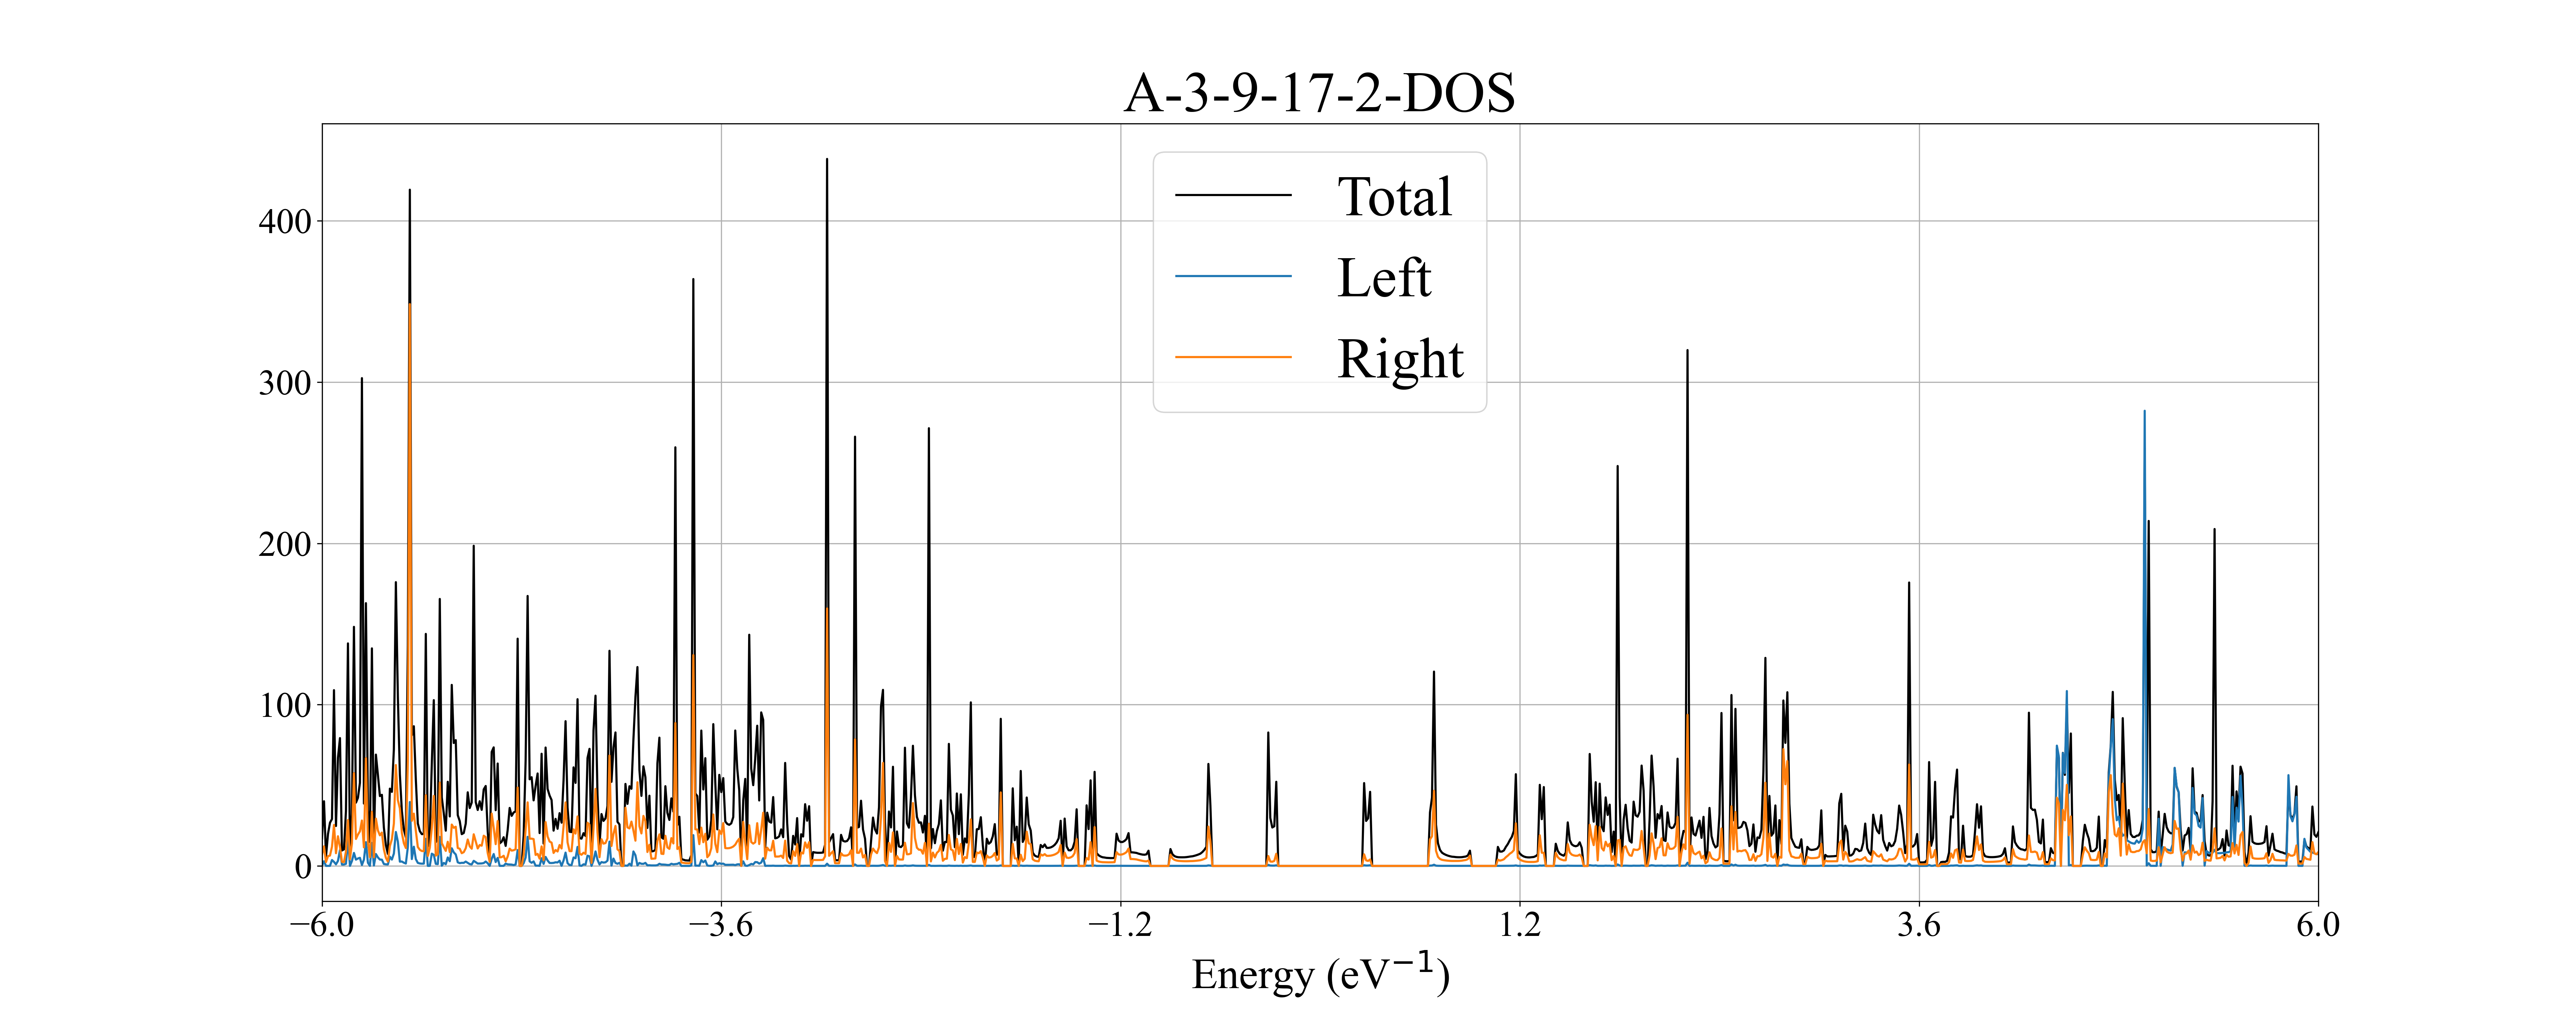 A-3-9-17-2-DOS
Total
Left
Right
400
300
200
100
0
−6.0 −3.6 −1.2 1.2 3.6 6.0
Energy (eV⁻¹)